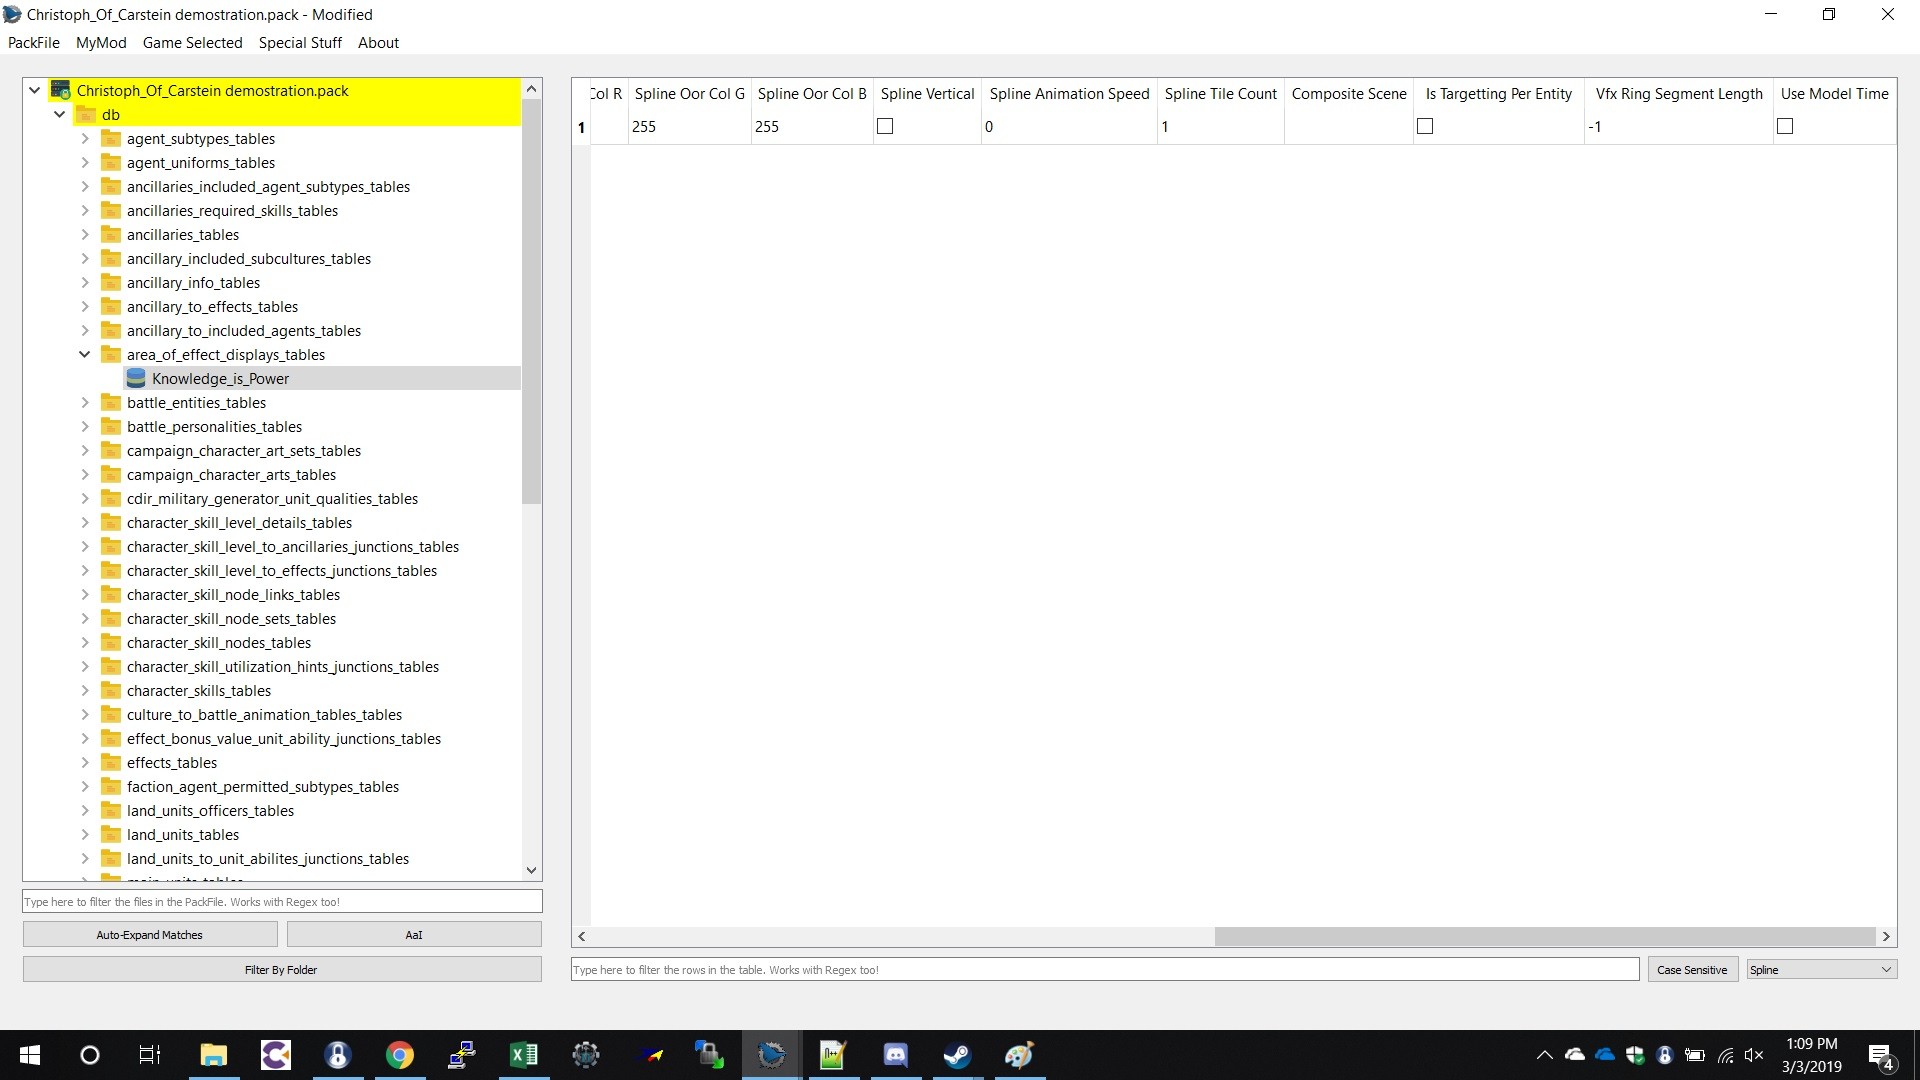 Christoph_Of_Carstein demostration.pack - Modified
PackFile MyMod Game Selected Special Stuff About
Christoph_Of_Carstein demostration.pack
db
agent_subtypes_tables
agent_uniforms_tables
ancillaries_included_agent_subtypes_tables
ancillaries_required_skills_tables
ancillaries_tables
ancillary_included_subcultures_tables
ancillary_info_tables
ancillary_to_effects_tables
ancillary_to_included_agents_tables
area_of_effect_displays_tables
Knowledge_is_Power
battle_entities_tables
battle_personalities_tables
campaign_character_art_sets_tables
campaign_character_arts_tables
cdir_military_generator_unit_qualities_tables
character_skill_level_details_tables
character_skill_level_to_ancillaries_junctions_tables
character_skill_level_to_effects_junctions_tables
character_skill_node_links_tables
character_skill_node_sets_tables
character_skill_nodes_tables
character_skill_utilization_hints_junctions_tables
character_skills_tables
culture_to_battle_animation_tables_tables
effect_bonus_value_unit_ability_junctions_tables
effects_tables
faction_agent_permitted_subtypes_tables
land_units_officers_tables
land_units_tables
land_units_to_unit_abilites_junctions_tables
Type here to filter the files in the PackFile. Works with Regex too!
Auto-Expand Matches AaI
Filter By Folder
Col R Spline Oor Col G Spline Oor Col B Spline Vertical Spline Animation Speed Spline Tile Count Composite Scene Is Targetting Per Entity Vfx Ring Segment Length Use Model Time
1 255 255 0 1 -1
Type here to filter the rows in the table. Works with Regex too!
Case Sensitive Spline
1:09 PM
3/3/2019
4